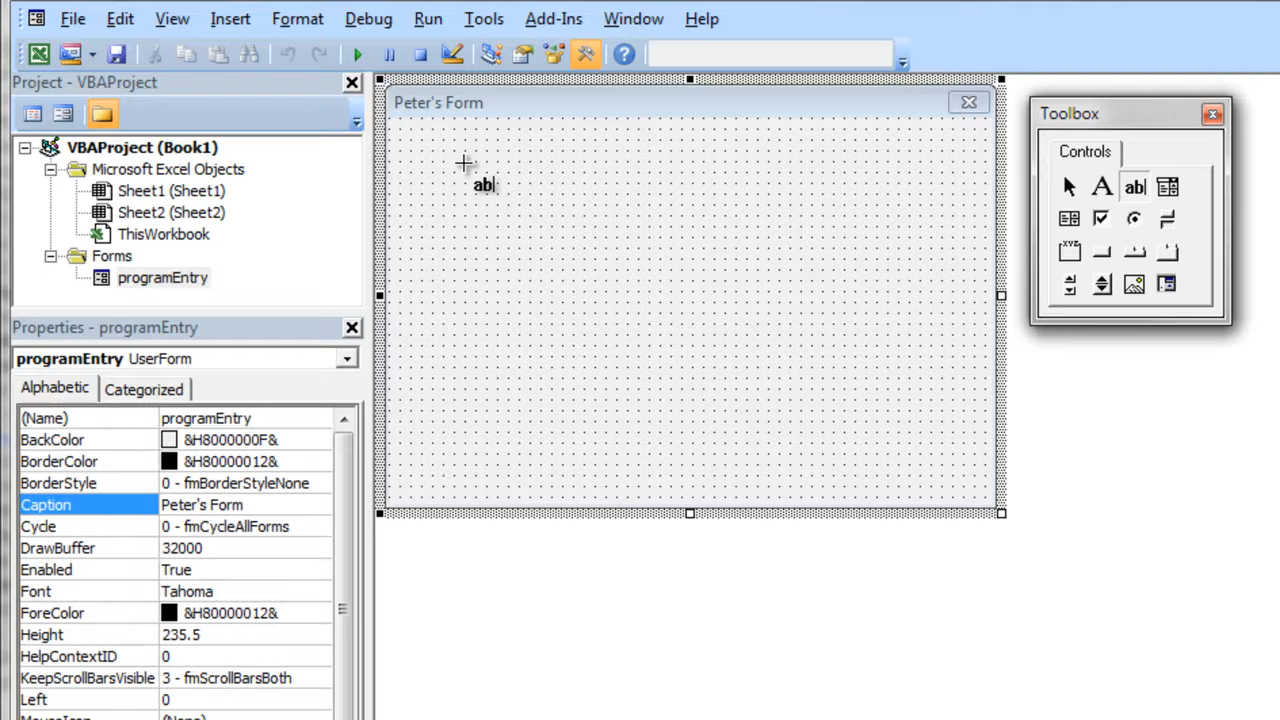 File Edit View Insert Format Debug Run Tools Add-Ins Window Help
Project - VBAProject
VBAProject (Book1)
Microsoft Excel Objects
Sheet1 (Sheet1)
Sheet2 (Sheet2)
ThisWorkbook
Forms
programEntry
Properties - programEntry
programEntry UserForm
Alphabetic Categorized
(Name) programEntry
BackColor &H8000000F&
BorderColor &H80000012&
BorderStyle 0 - fmBorderStyleNone
Caption Peter's Form
Cycle 0 - fmCycleAllForms
DrawBuffer 32000
Enabled True
Font Tahoma
ForeColor &H80000012&
Height 235.5
HelpContextID 0
KeepScrollBarsVisible 3 - fmScrollBarsBoth
Left 0
MouseIcon (None)
Peter's Form
ab|
Toolbox
Controls
A ab|
XYZ